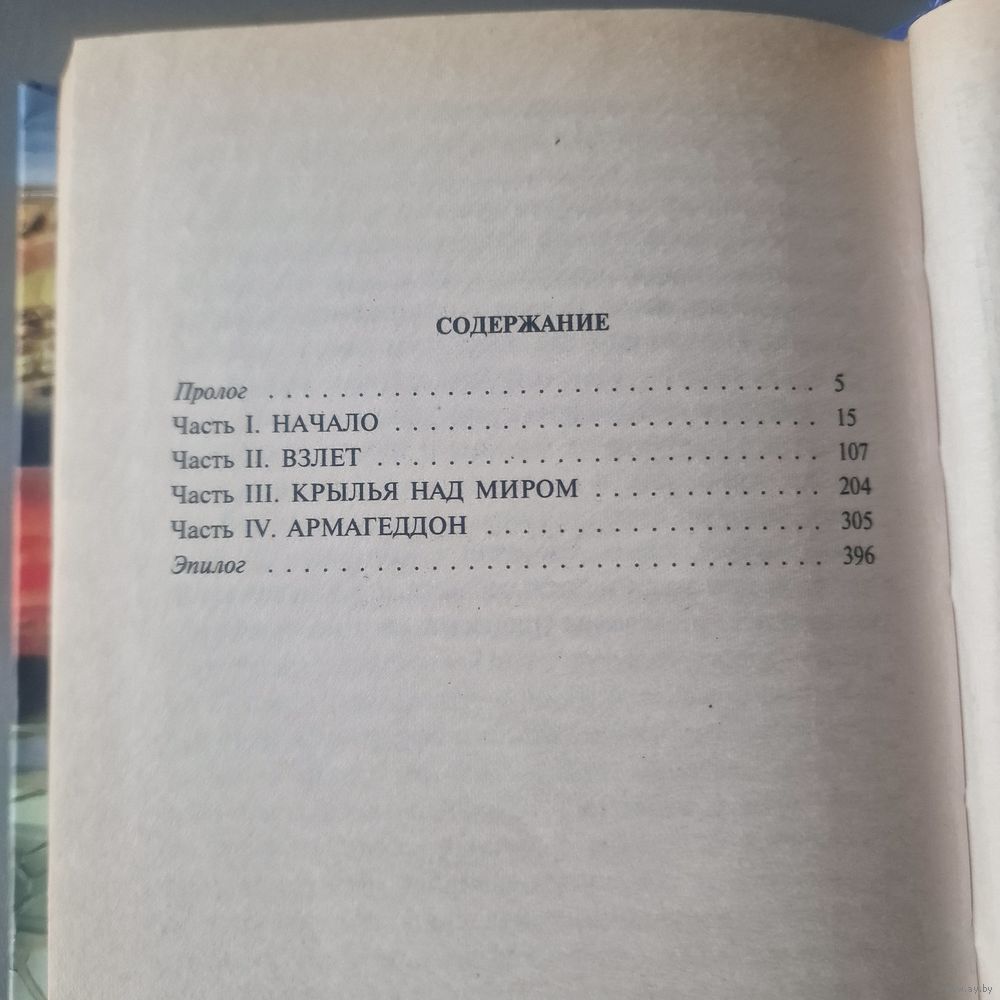 СОДЕРЖАНИЕ
Пролог . . . . . . . . . . . . . . . . . . . . . . . . . . . . . . . . 5
Часть I. НАЧАЛО . . . . . . . . . . . . . . . . . . . . . . . . . 15
Часть II. ВЗЛЕТ . . . . . . . . . . . . . . . . . . . . . . . . . . 107
Часть III. КРЫЛЬЯ НАД МИРОМ . . . . . . . . . . . . . 204
Часть IV. АРМАГЕДДОН . . . . . . . . . . . . . . . . . . . 305
Эпилог . . . . . . . . . . . . . . . . . . . . . . . . . . . . . . . . 396